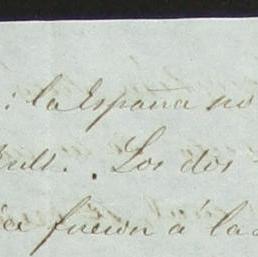 : la España no
. Los dos
fueron á la